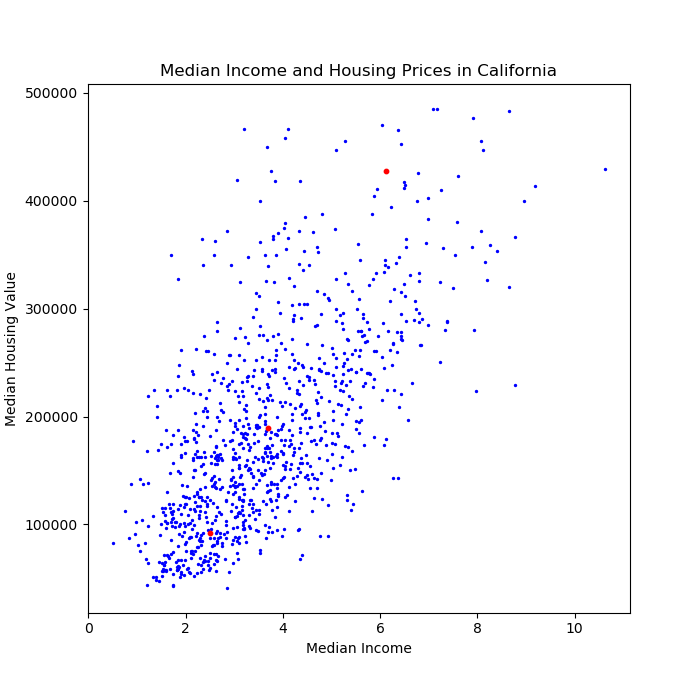 Median Income and Housing Prices in California
500000
400000
300000
200000
100000
Median Housing Value
0 2 4 6 8 10
Median Income